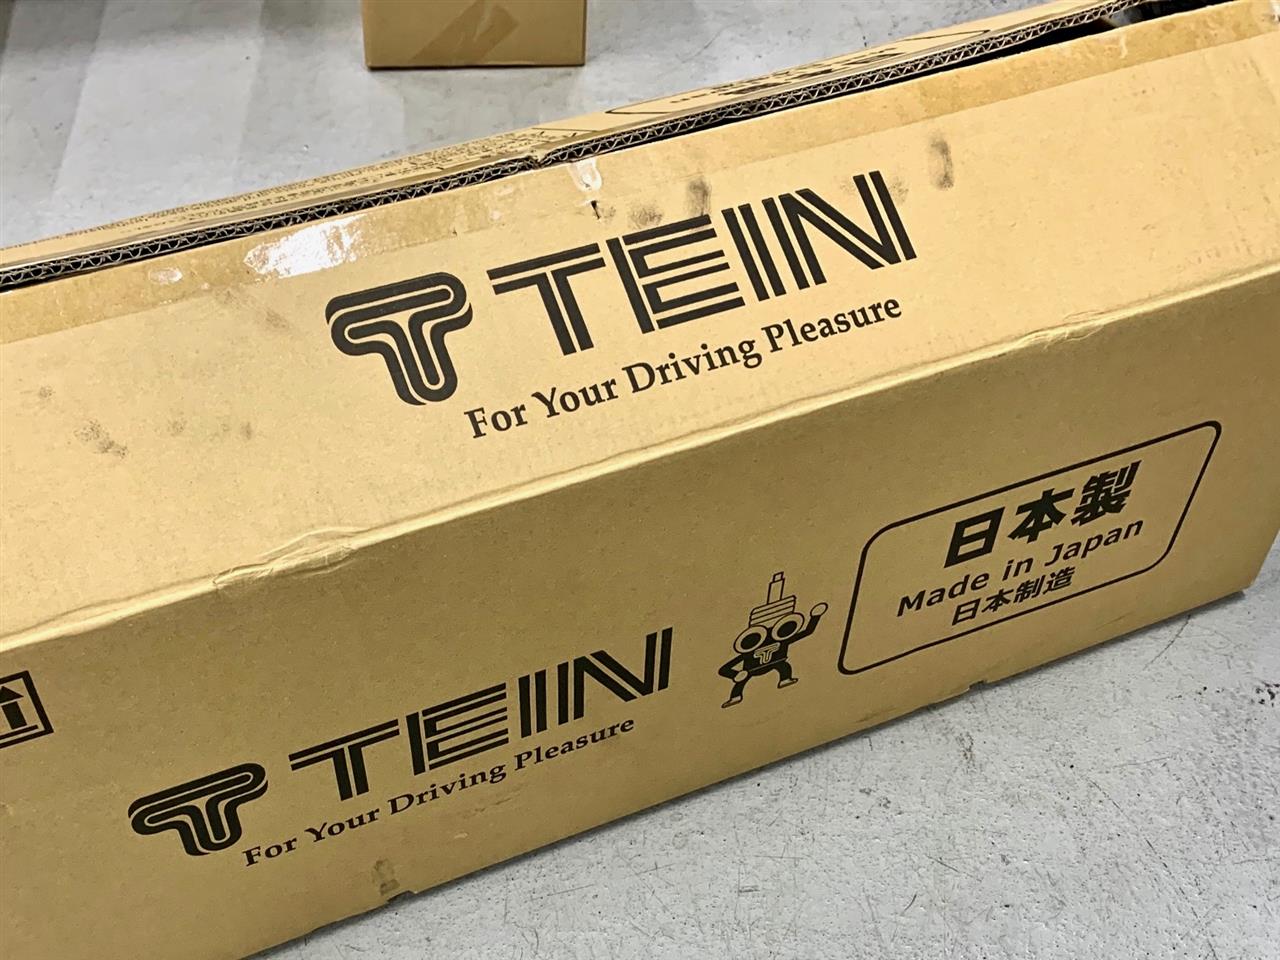 TEIN
For Your Driving Pleasure
日本製
Made in Japan
日本制造
TEIN
For Your Driving Pleasure